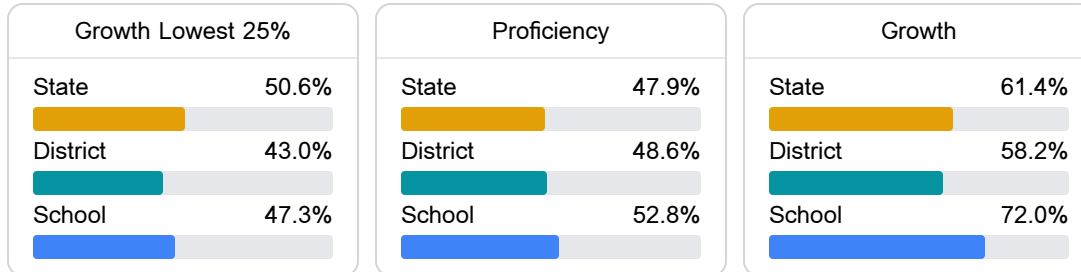 Growth Lowest 25%
State 50.6%
District 43.0%
School 47.3%
Proficiency
State 47.9%
District 48.6%
School 52.8%
Growth
State 61.4%
District 58.2%
School 72.0%